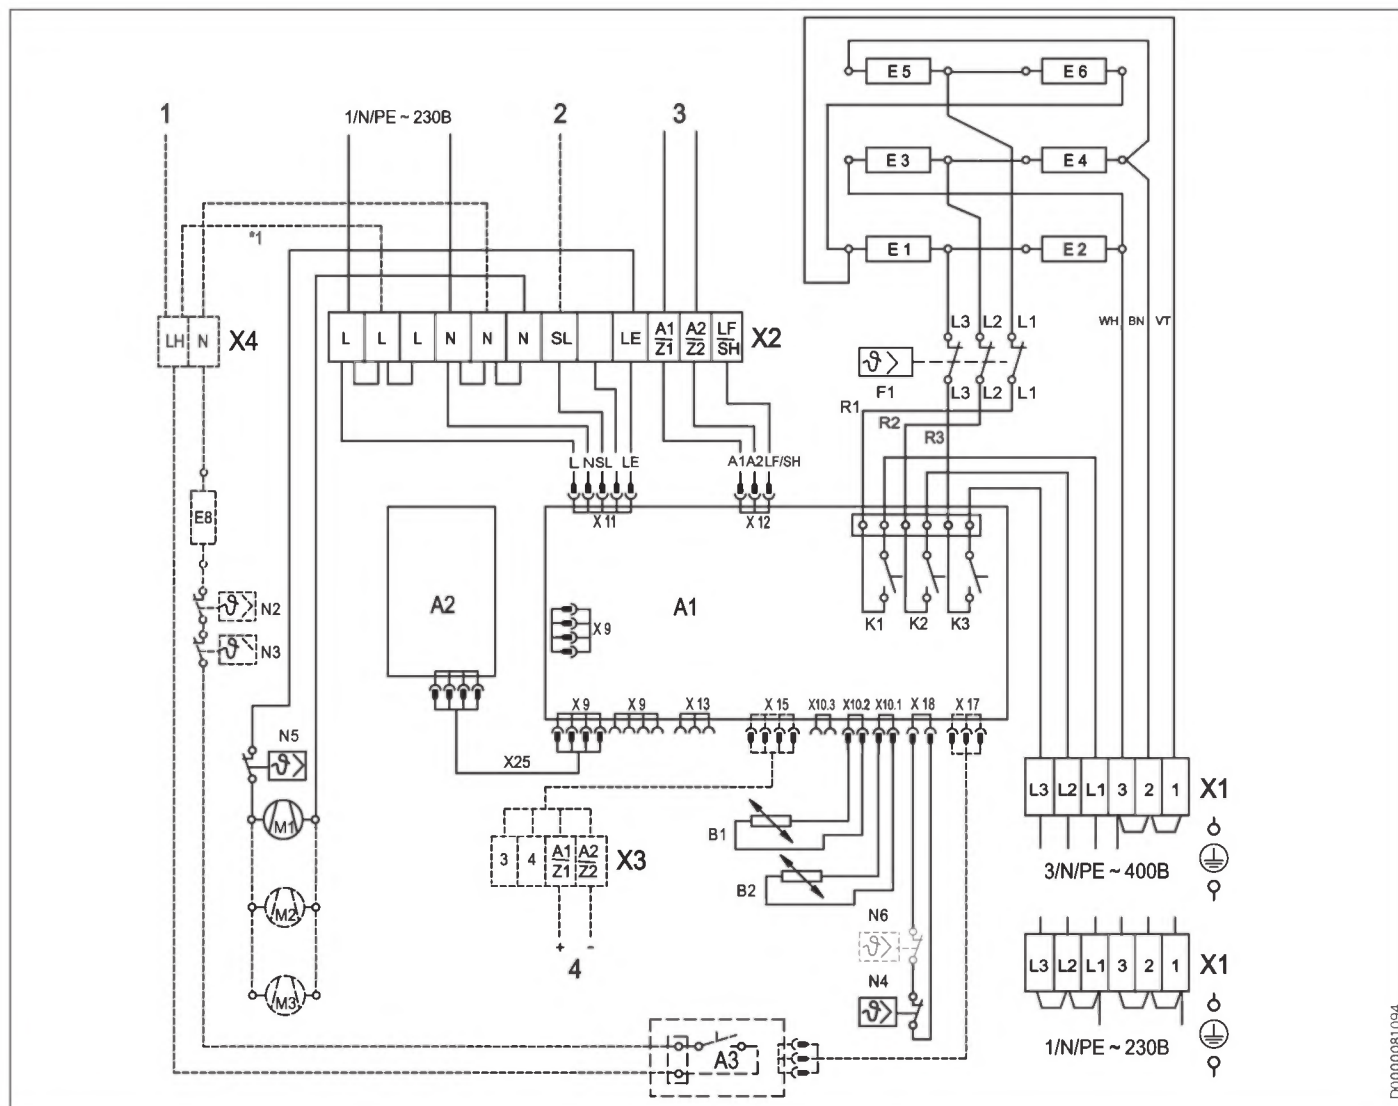 1
1/N/PE ~ 230В
2
3
E 5
E 6
E 3
E 4
E 1
E 2
*1
LH
N
X4
L
L
L
N
N
N
SL
LE
A1
Z1
A2
Z2
LF
SH
X2
WH
BN
VT
L3
L2
L1
F1
L3
L2
L1
R1
R2
R3
L
N
SL
LE
A1
A2
LF/SH
X 11
X 12
E8
A2
A1
X 9
K1
K2
K3
N2
N3
N5
X 9
X 9
X 13
X 15
X10.3
X10.2
X10.1
X 18
X 17
X25
M1
M2
M3
3
4
A1
Z1
A2
Z2
X3
+
-
4
B1
B2
N6
N4
A3
L3
L2
L1
3
2
1
X1
3/N/PE ~ 400В
L3
L2
L1
3
2
1
X1
1/N/PE ~ 230В
D0000081094